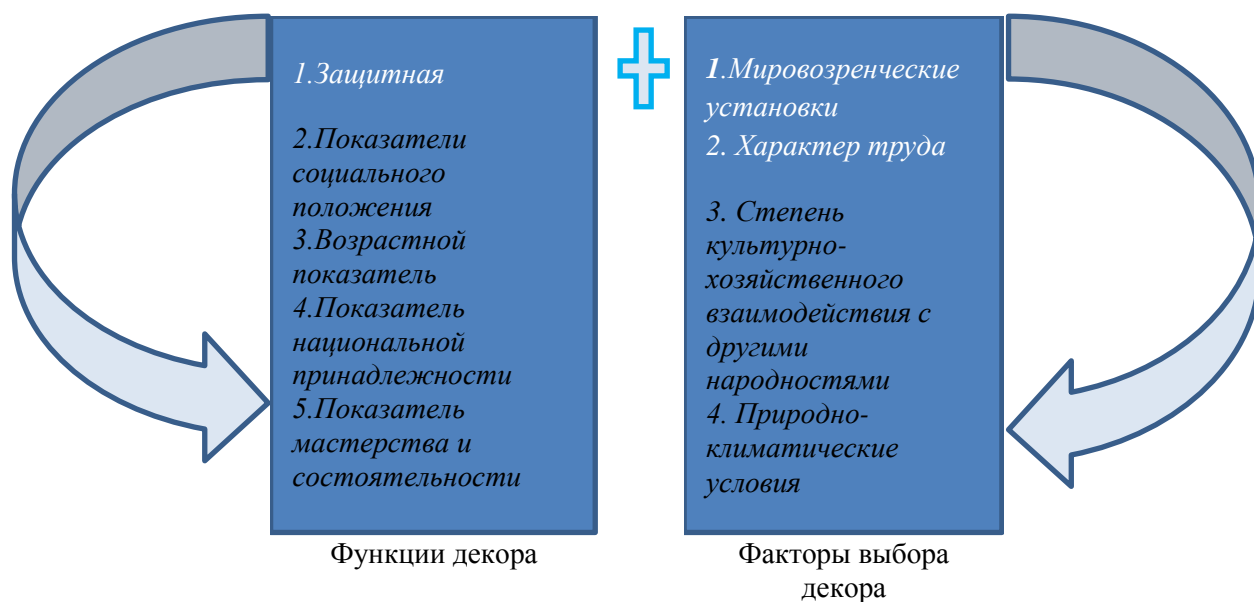 1.Защитная
2.Показатели
социального
положения
3.Возрастной
показатель
4.Показатель
национальной
принадлежности
5.Показатель
мастерства и
состоятельности
Функции декора
1.Мировозренческие
установки
2. Характер труда
3. Степень
культурно-
хозяйственного
взаимодействия с
другими
народностями
4. Природно-
климатические
условия
Факторы выбора
декора